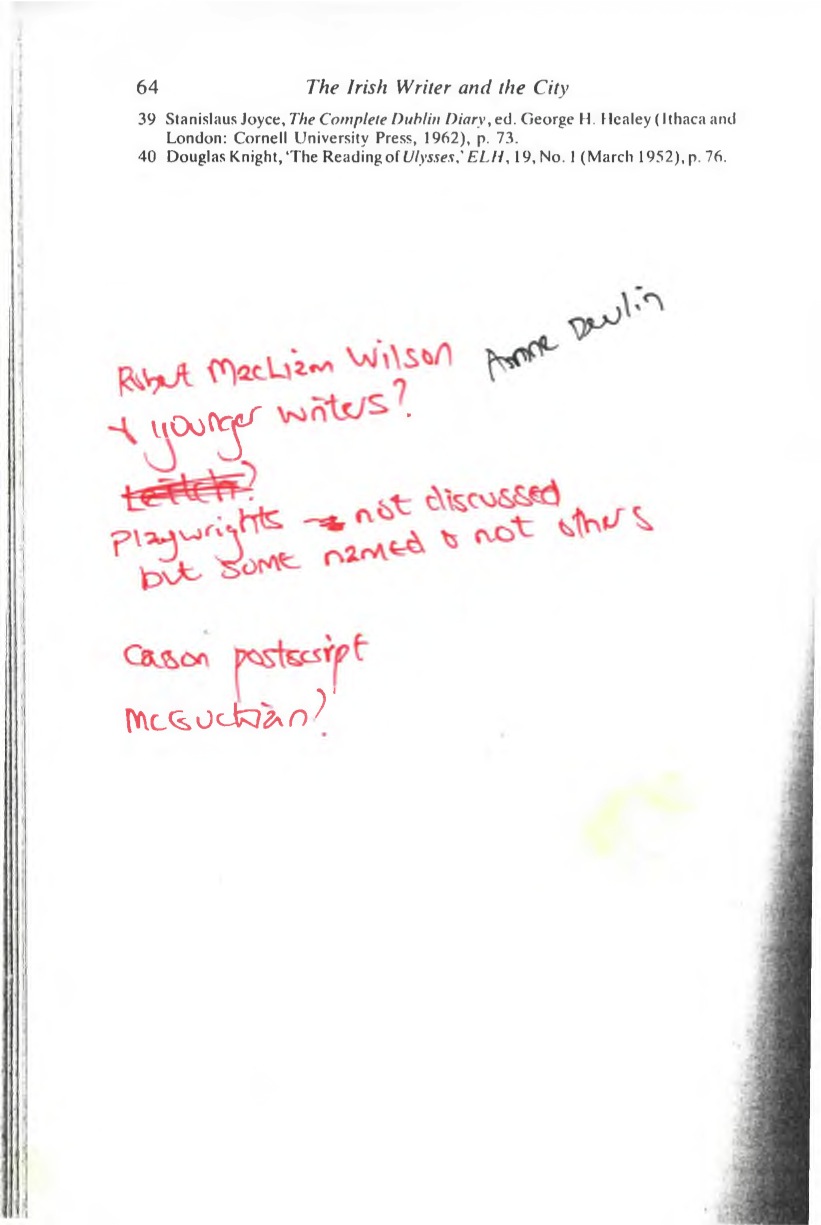 64 The Irish Writer and the City
39 Stanislaus Joyce, The Complete Dublin Diary, ed. George H. Healey (Ithaca and
London: Cornell University Press, 1962), p. 73.
40 Douglas Knight, ‘The Reading of Ulysses,’ ELH, 19, No. 1 (March 1952), p. 76.
Anne Devlin
Robert MacLiam Wilson
+ younger writers?
Leitch?
Playwrights not discussed
but some named & not others
Carson postscript
McGuckian?